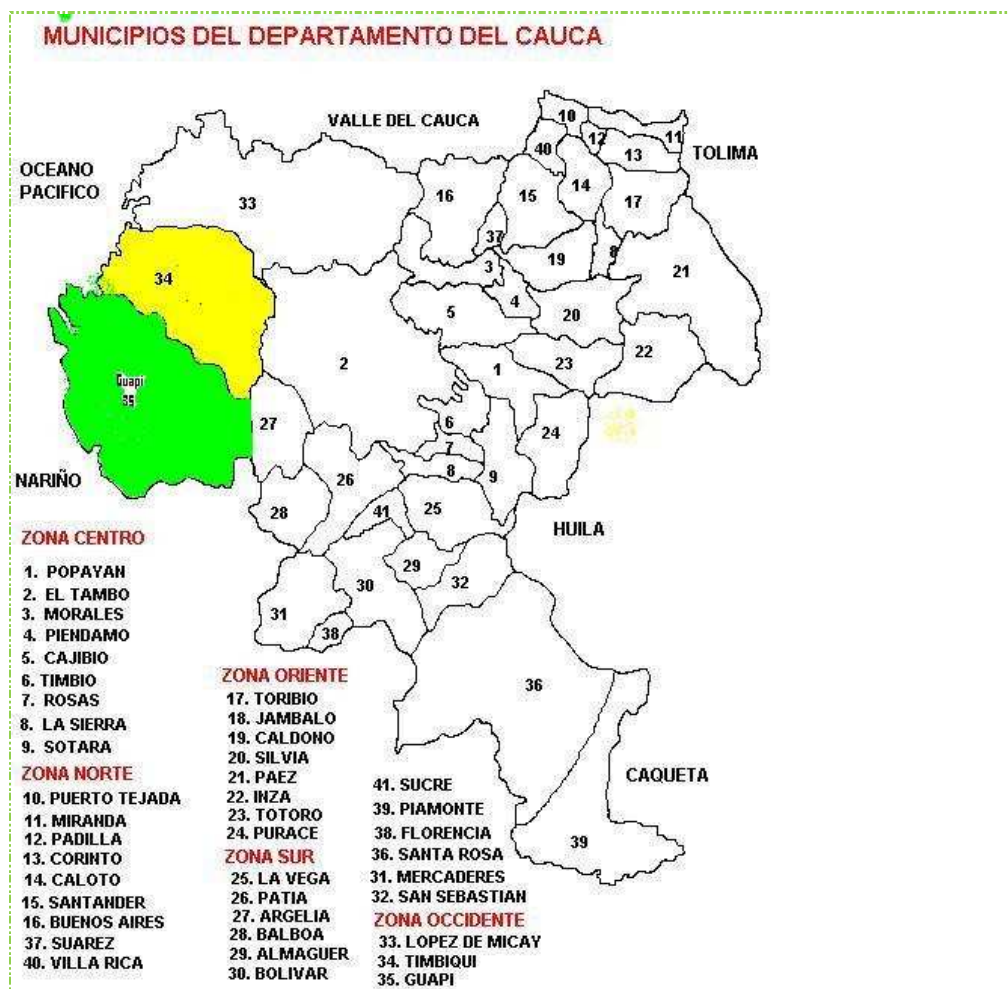 MUNICIPIOS DEL DEPARTAMENTO DEL CAUCA
VALLE DEL CAUCA
OCEANO
PACIFICO
TOLIMA
NARIÑO
HUILA
CAQUETA
10
12
11
40
13
14
16
15
17
33
37
19
8
21
3
34
4
5
20
2
22
1
23
Guapi
35
27
6
24
7
8
9
26
28
41
25
29
32
30
31
38
36
39
ZONA CENTRO
1. POPAYAN
2. EL TAMBO
3. MORALES
4. PIENDAMO
5. CAJIBIO
6. TIMBIO
7. ROSAS
8. LA SIERRA
9. SOTARA
ZONA NORTE
10. PUERTO TEJADA
11. MIRANDA
12. PADILLA
13. CORINTO
14. CALOTO
15. SANTANDER
16. BUENOS AIRES
37. SUAREZ
40. VILLA RICA
ZONA ORIENTE
17. TORIBIO
18. JAMBALO
19. CALDONO
20. SILVIA
21. PAEZ
22. INZA
23. TOTORO
24. PURACE
ZONA SUR
25. LA VEGA
26. PATIA
27. ARGELIA
28. BALBOA
29. ALMAGUER
30. BOLIVAR
41. SUCRE
39. PIAMONTE
38. FLORENCIA
36. SANTA ROSA
31. MERCADERES
32. SAN SEBASTIAN
ZONA OCCIDENTE
33. LOPEZ DE MICAY
34. TIMBIQUI
35. GUAPI